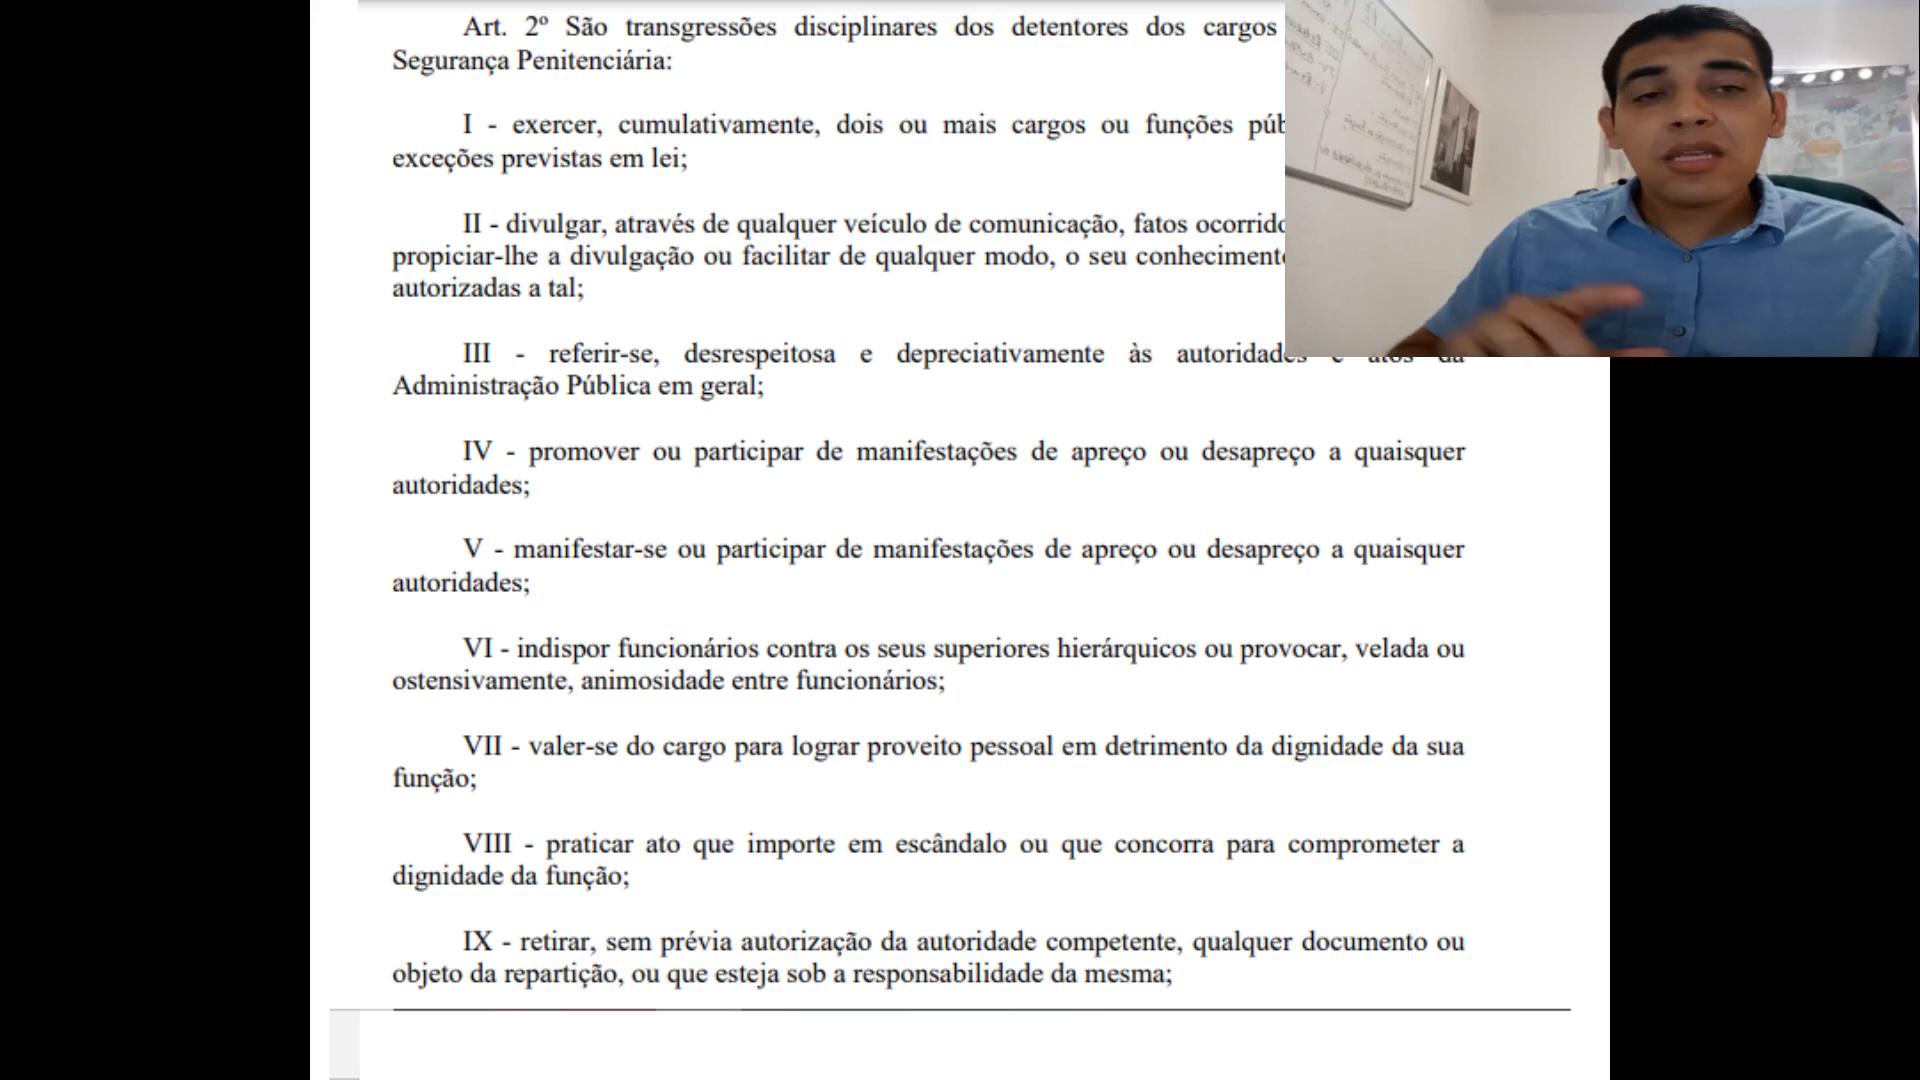 Art. 2º São transgressões disciplinares dos detentores dos cargos
Segurança Penitenciária:
I - exercer, cumulativamente, dois ou mais cargos ou funções
exceções previstas em lei;
II - divulgar, através de qualquer veículo de comunicação, fatos
propiciar-lhe a divulgação ou facilitar de qualquer modo, o seu
autorizadas a tal;
III - referir-se, desrespeitosa e depreciativamente às autoridades e atos da
Administração Pública em geral;
IV - promover ou participar de manifestações de apreço ou desapreço a quaisquer
autoridades;
V - manifestar-se ou participar de manifestações de apreço ou desapreço a quaisquer
autoridades;
VI - indispor funcionários contra os seus superiores hierárquicos ou provocar, velada ou
ostensivamente, animosidade entre funcionários;
VII - valer-se do cargo para lograr proveito pessoal em detrimento da dignidade da sua
função;
VIII - praticar ato que importe em escândalo ou que concorra para comprometer a
dignidade da função;
IX - retirar, sem prévia autorização da autoridade competente, qualquer documento ou
objeto da repartição, ou que esteja sob a responsabilidade da mesma;